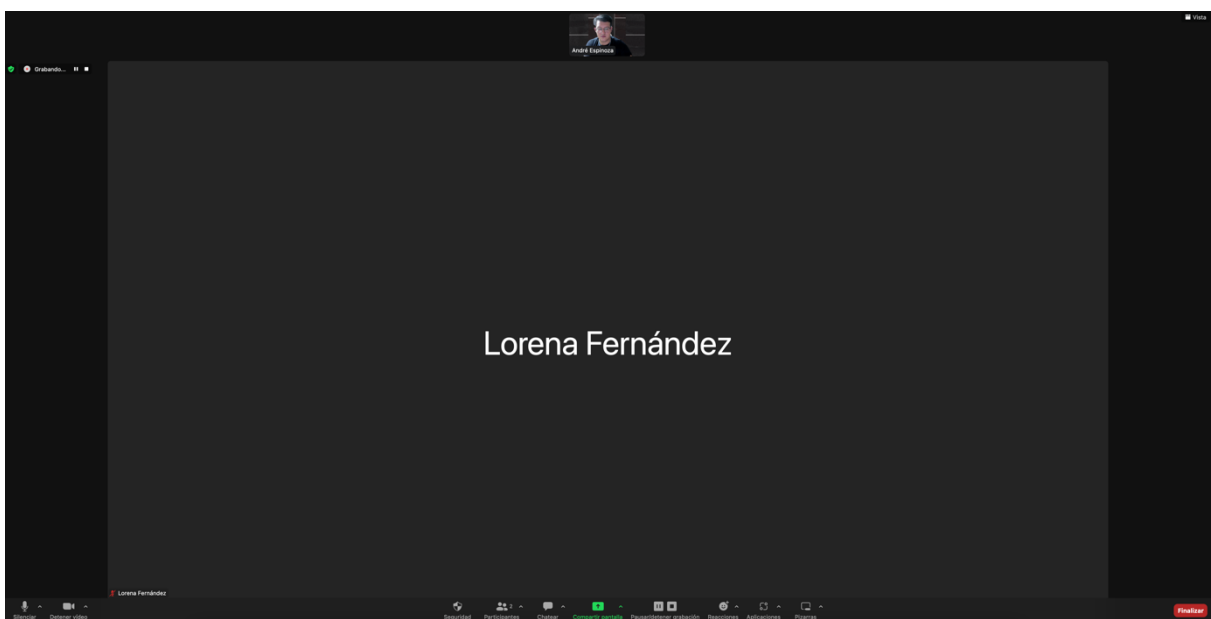 Vista
André Espinoza
Grabando...
Lorena Fernández
Lorena Fernández
2
Silenciar Detener vídeo Seguridad Participantes Chatear Compartir pantalla Pausar/detener grabación Reacciones Aplicaciones Pizarras
Finalizar